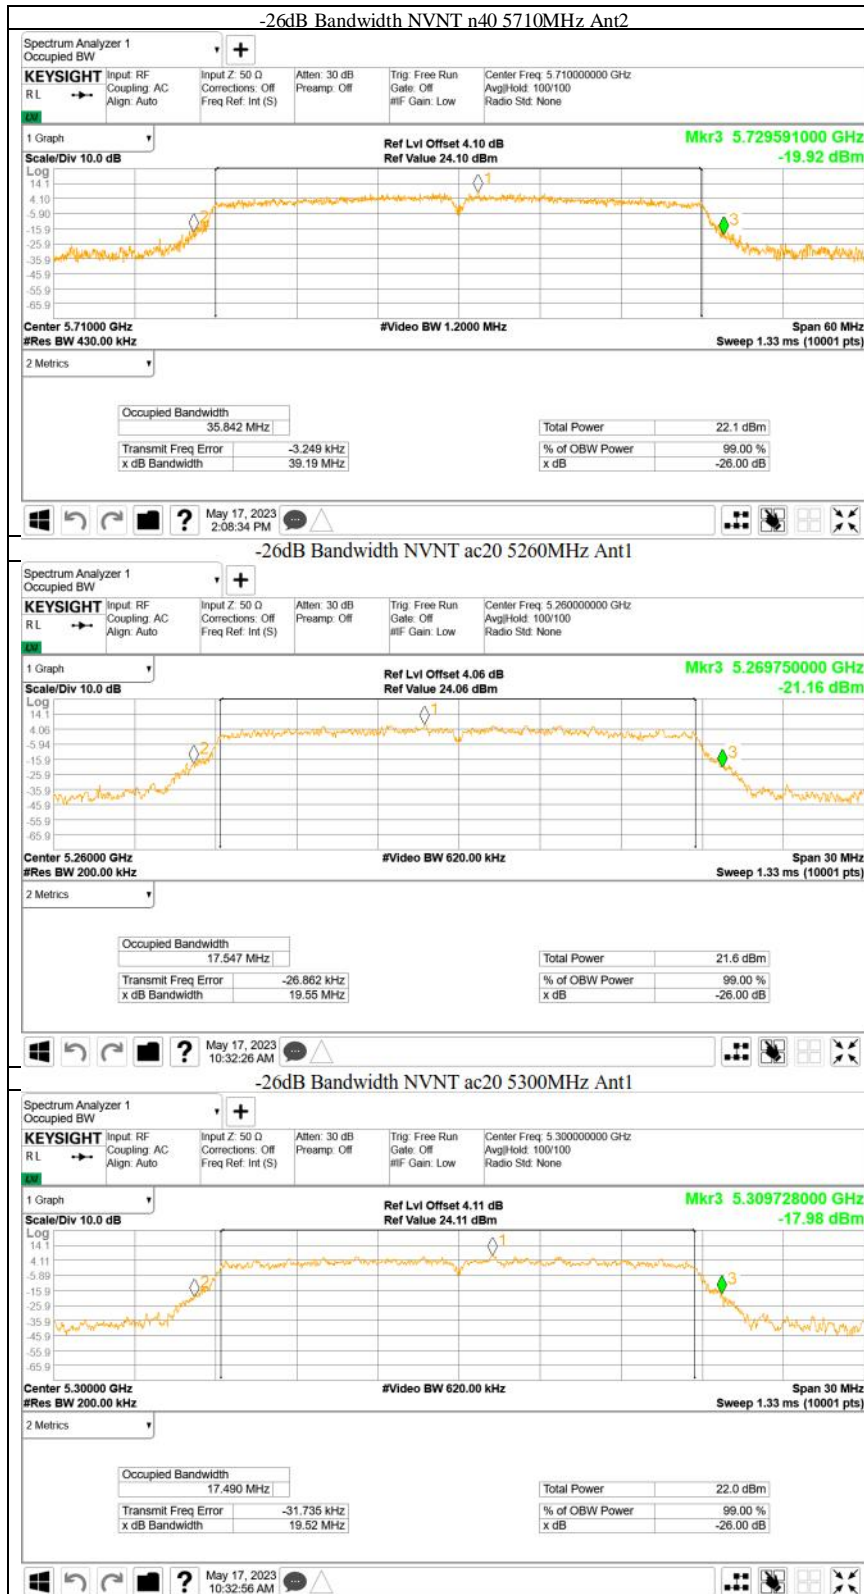 -26dB Bandwidth NVNT n40 5710MHz Ant2
Spectrum Analyzer 1
Occupied BW
KEYSIGHT
R L
Input: RF
Coupling: AC
Align: Auto
Input Z: 50 Ω
Corrections: Off
Freq Ref: Int (S)
Atten: 30 dB
Preamp: Off
Trig: Free Run
Gate: Off
#IF Gain: Low
Center Freq: 5.710000000 GHz
Avg|Hold: 100/100
Radio Std: None
1 Graph
Scale/Div 10.0 dB
Ref Lvl Offset 4.10 dB
Ref Value 24.10 dBm
Mkr3 5.729591000 GHz
-19.92 dBm
Log
14.1
4.10
-5.90
-15.9
-25.9
-35.9
-45.9
-55.9
-65.9
1
2
3
Center 5.71000 GHz
#Res BW 430.00 kHz
#Video BW 1.2000 MHz
Span 60 MHz
Sweep 1.33 ms (10001 pts)
2 Metrics
Occupied Bandwidth
35.842 MHz
Transmit Freq Error -3.249 kHz
x dB Bandwidth 39.19 MHz
Total Power 22.1 dBm
% of OBW Power 99.00 %
x dB -26.00 dB
?
May 17, 2023
2:08:34 PM
-26dB Bandwidth NVNT ac20 5260MHz Ant1
Spectrum Analyzer 1
Occupied BW
KEYSIGHT
R L
Input: RF
Coupling: AC
Align: Auto
Input Z: 50 Ω
Corrections: Off
Freq Ref: Int (S)
Atten: 30 dB
Preamp: Off
Trig: Free Run
Gate: Off
#IF Gain: Low
Center Freq: 5.260000000 GHz
Avg|Hold: 100/100
Radio Std: None
1 Graph
Scale/Div 10.0 dB
Ref Lvl Offset 4.06 dB
Ref Value 24.06 dBm
Mkr3 5.269750000 GHz
-21.16 dBm
Log
14.1
4.06
-5.94
-15.9
-25.9
-35.9
-45.9
-55.9
-65.9
1
2
3
Center 5.26000 GHz
#Res BW 200.00 kHz
#Video BW 620.00 kHz
Span 30 MHz
Sweep 1.33 ms (10001 pts)
2 Metrics
Occupied Bandwidth
17.547 MHz
Transmit Freq Error -26.862 kHz
x dB Bandwidth 19.55 MHz
Total Power 21.6 dBm
% of OBW Power 99.00 %
x dB -26.00 dB
?
May 17, 2023
10:32:26 AM
-26dB Bandwidth NVNT ac20 5300MHz Ant1
Spectrum Analyzer 1
Occupied BW
KEYSIGHT
R L
Input: RF
Coupling: AC
Align: Auto
Input Z: 50 Ω
Corrections: Off
Freq Ref: Int (S)
Atten: 30 dB
Preamp: Off
Trig: Free Run
Gate: Off
#IF Gain: Low
Center Freq: 5.300000000 GHz
Avg|Hold: 100/100
Radio Std: None
1 Graph
Scale/Div 10.0 dB
Ref Lvl Offset 4.11 dB
Ref Value 24.11 dBm
Mkr3 5.309728000 GHz
-17.98 dBm
Log
14.1
4.11
-5.89
-15.9
-25.9
-35.9
-45.9
-55.9
-65.9
1
2
3
Center 5.30000 GHz
#Res BW 200.00 kHz
#Video BW 620.00 kHz
Span 30 MHz
Sweep 1.33 ms (10001 pts)
2 Metrics
Occupied Bandwidth
17.490 MHz
Transmit Freq Error -31.735 kHz
x dB Bandwidth 19.52 MHz
Total Power 22.0 dBm
% of OBW Power 99.00 %
x dB -26.00 dB
?
May 17, 2023
10:32:56 AM